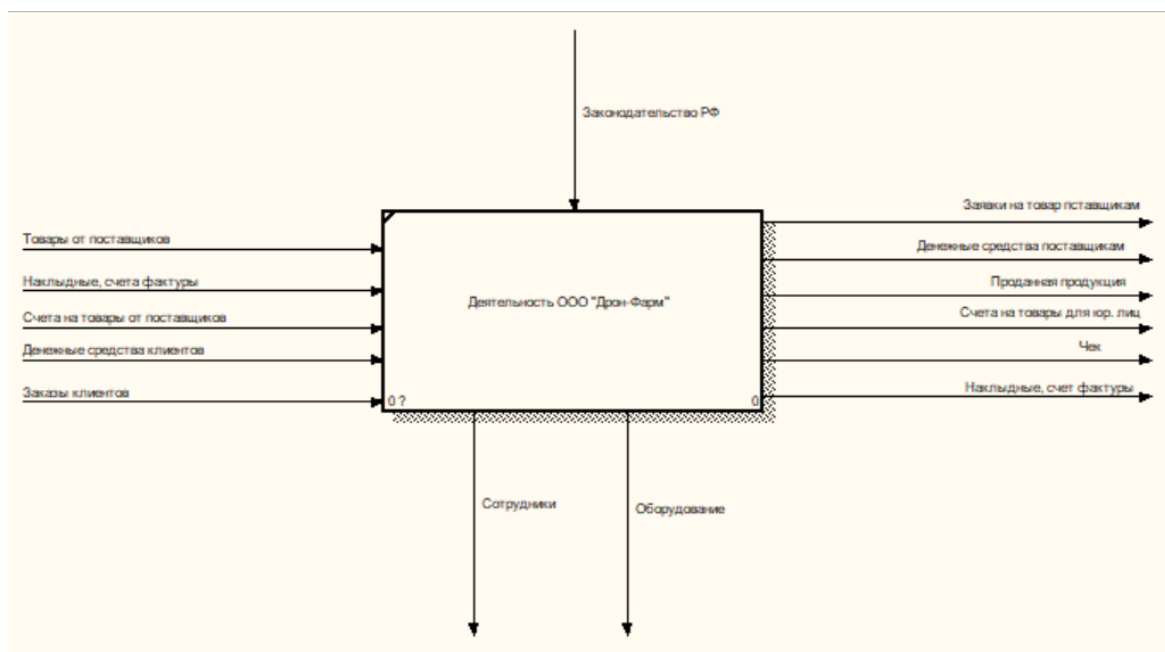 Законодательство РФ
Заявки на товар пставщикам
Товары от поставщиков
Денежные средства поставщикам
Наклыдные, счета фактуры
Проданная продукция
Деятельность ООО "Дрон-Фарм"
Счета на товары от поставщиков
Счета на товары для юр. лиц
Денежные средства клиентов
Чек
Заказы клиентов
Наклыдные, счет фактуры
0 ?
0
Сотрудники
Оборудование